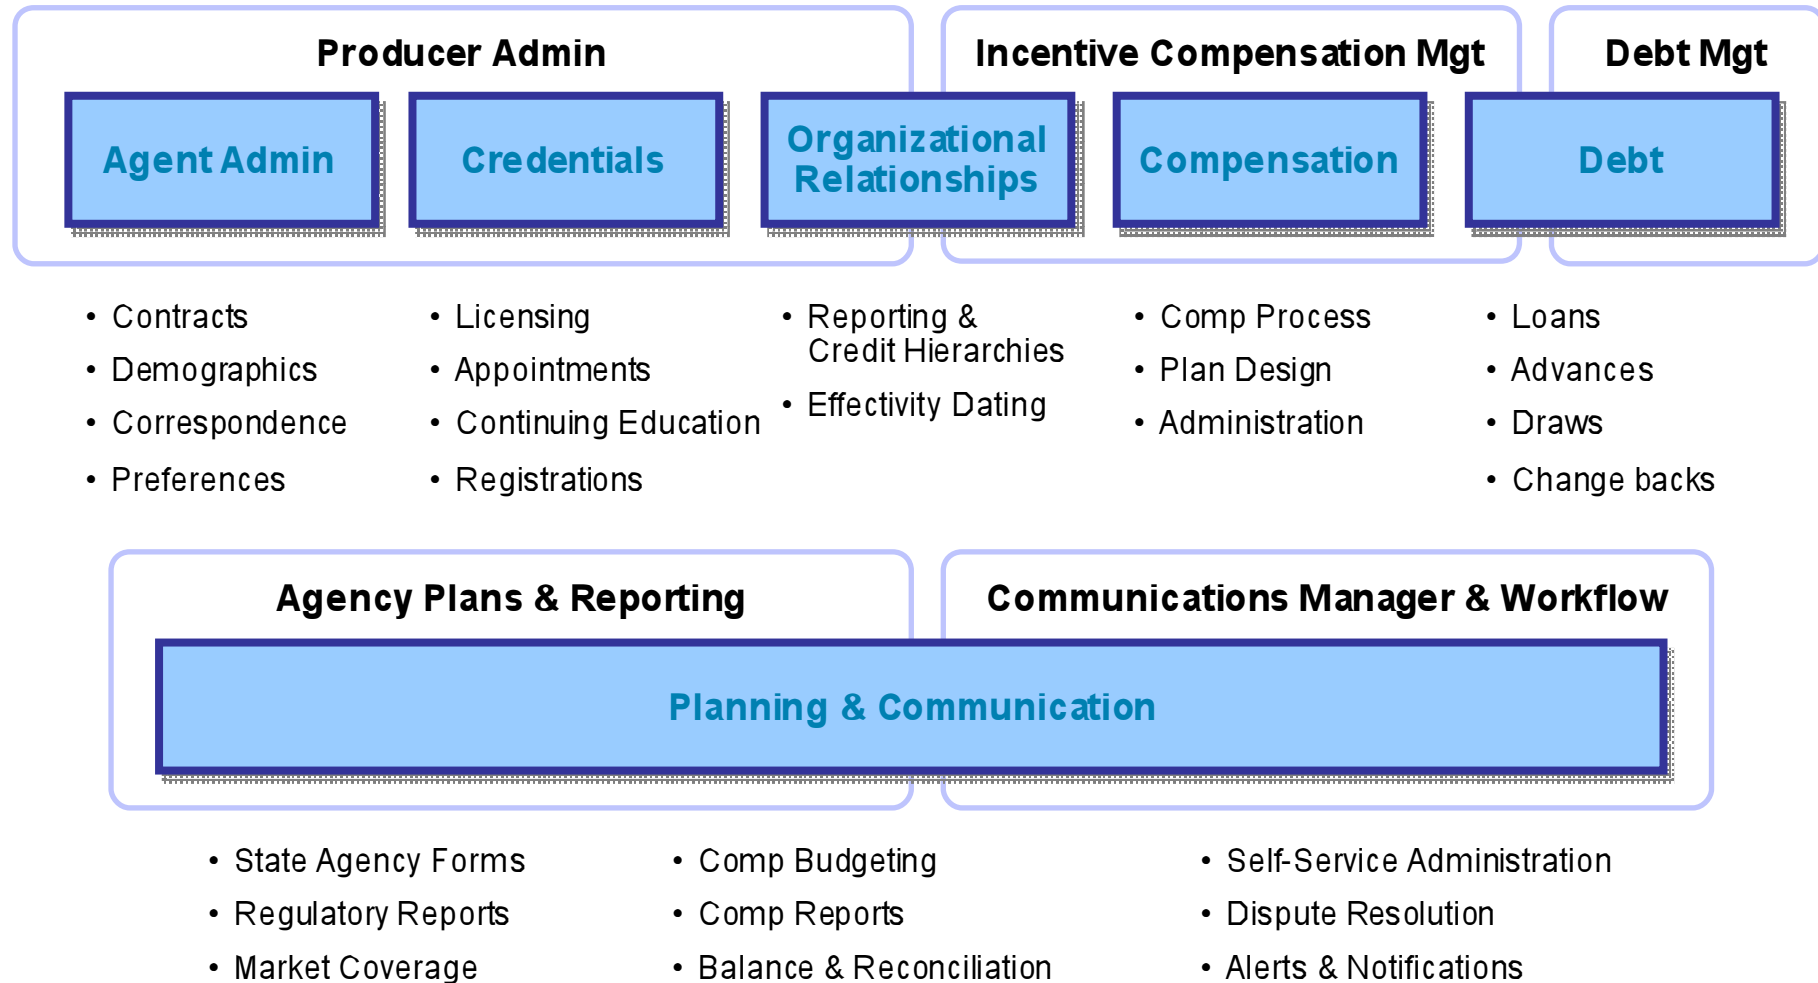 Producer Admin
Incentive Compensation Mgt
Debt Mgt
Agent Admin
Credentials
Organizational
Relationships
Compensation
Debt
• Contracts
• Demographics
• Correspondence
• Preferences
• Licensing
• Appointments
• Continuing Education
• Registrations
• Reporting &
Credit Hierarchies
• Effectivity Dating
• Comp Process
• Plan Design
• Administration
• Loans
• Advances
• Draws
• Change backs
Agency Plans & Reporting
Communications Manager & Workflow
Planning & Communication
• State Agency Forms
• Regulatory Reports
• Market Coverage
• Comp Budgeting
• Comp Reports
• Balance & Reconciliation
• Self-Service Administration
• Dispute Resolution
• Alerts & Notifications